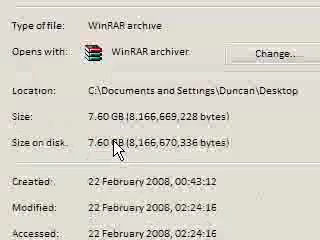 Type of file: WinRAR archive
Opens with: WinRAR archiver Change...
Location: C:\Documents and Settings\Duncan\Desktop
Size: 7.60 GB (8,166,669,228 bytes)
Size on disk: 7.60 GB (8,166,670,336 bytes)
Created: 22 February 2008, 00:43:12
Modified: 22 February 2008, 02:24:16
Accessed: 22 February 2008, 02:24:16